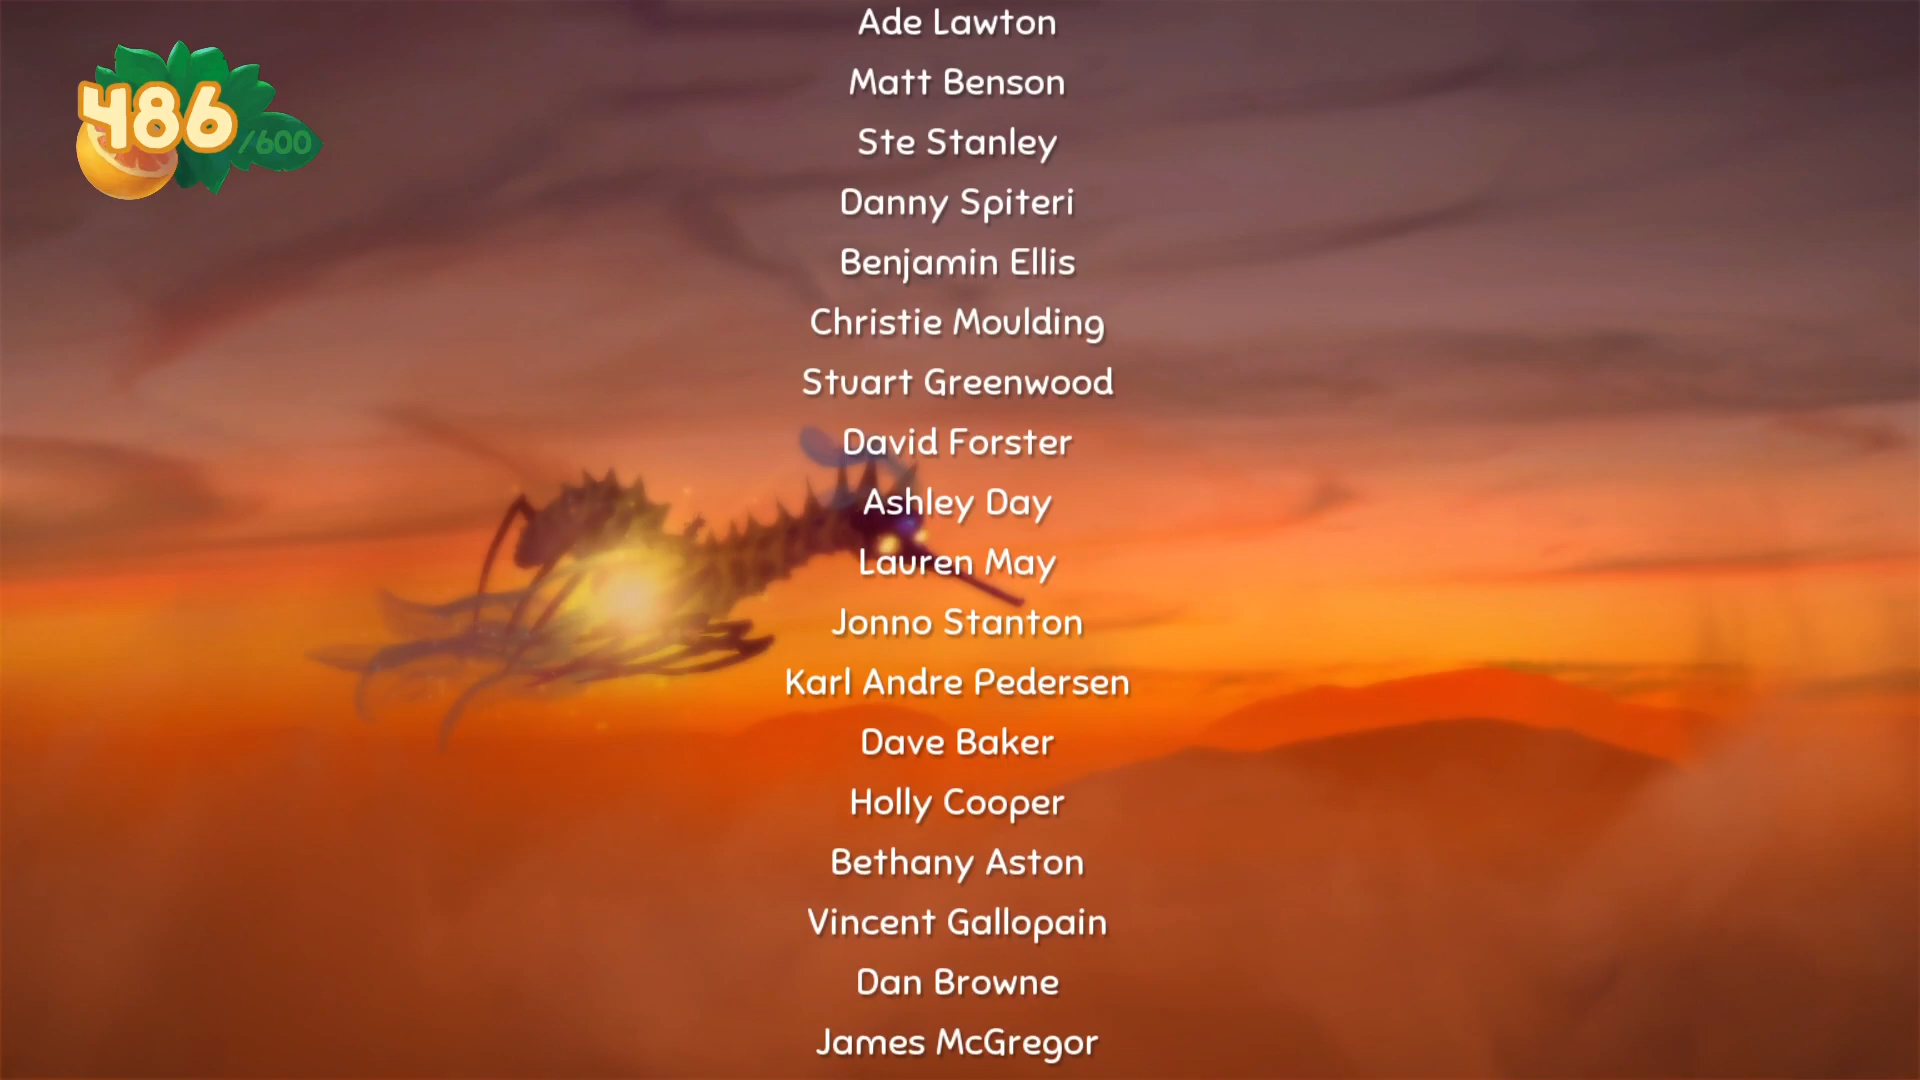 Ade Lawton
486/600
Matt Benson
Ste Stanley
Danny Spiteri
Benjamin Ellis
Christie Moulding
Stuart Greenwood
David Forster
Ashley Day
Lauren May
Jonno Stanton
Karl Andre Pedersen
Dave Baker
Holly Cooper
Bethany Aston
Vincent Gallopain
Dan Browne
James McGregor